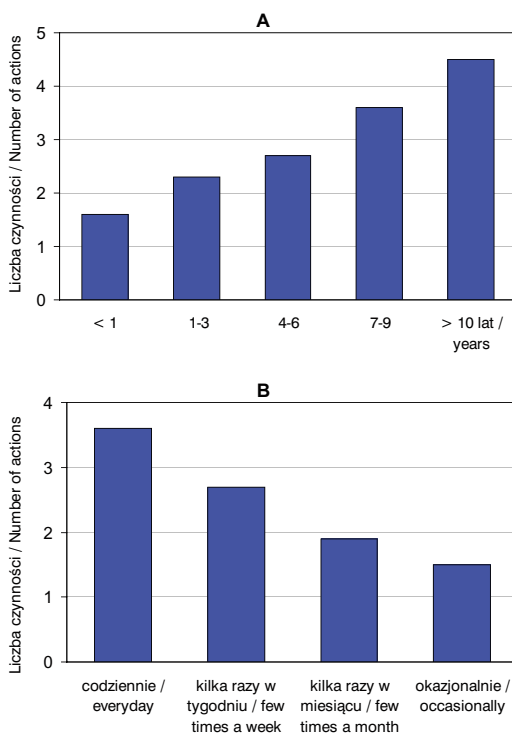 A
Liczba czynności / Number of actions
5
4
3
2
1
0
< 1
1-3
4-6
7-9
> 10 lat /
years
B
Liczba czynności / Number of actions
4
3
2
1
0
codziennie /
everyday
kilka razy w
tygodniu / few
times a week
kilka razy w
miesiącu / few
times a month
okazjonalnie /
occasionally